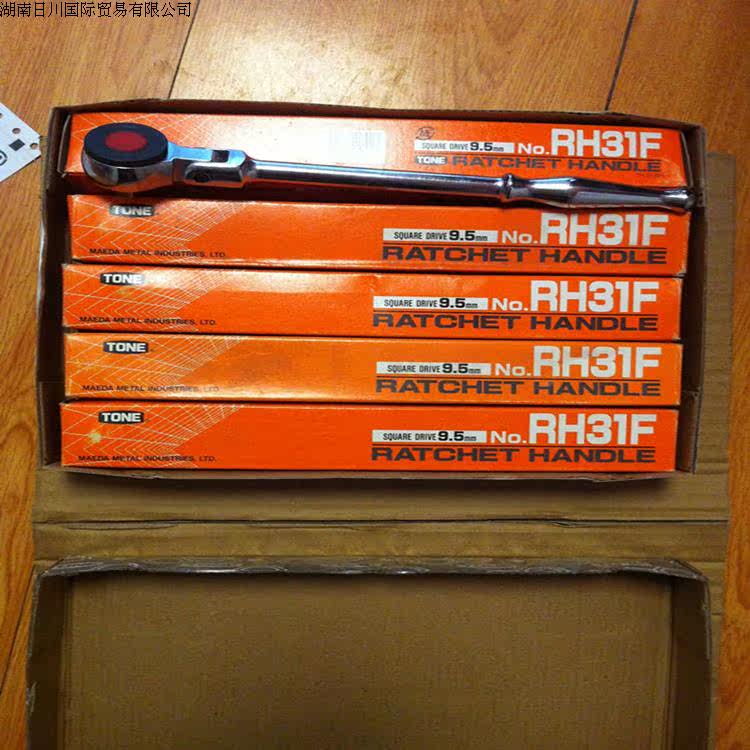 湖南日川国际贸易有限公司
SQUARE DRIVE 9.5mm No. RH31F
TONE RATCHET HANDLE
TONE
SQUARE DRIVE 9.5mm No. RH31F
MAEDA METAL INDUSTRIES, LTD.
RATCHET HANDLE
TONE
SQUARE DRIVE 9.5mm No. RH31F
MAEDA METAL INDUSTRIES, LTD.
RATCHET HANDLE
TONE
SQUARE DRIVE 9.5mm No. RH31F
MAEDA METAL INDUSTRIES, LTD.
RATCHET HANDLE
TONE
SQUARE DRIVE 9.5mm No. RH31F
MAEDA METAL INDUSTRIES, LTD.
RATCHET HANDLE